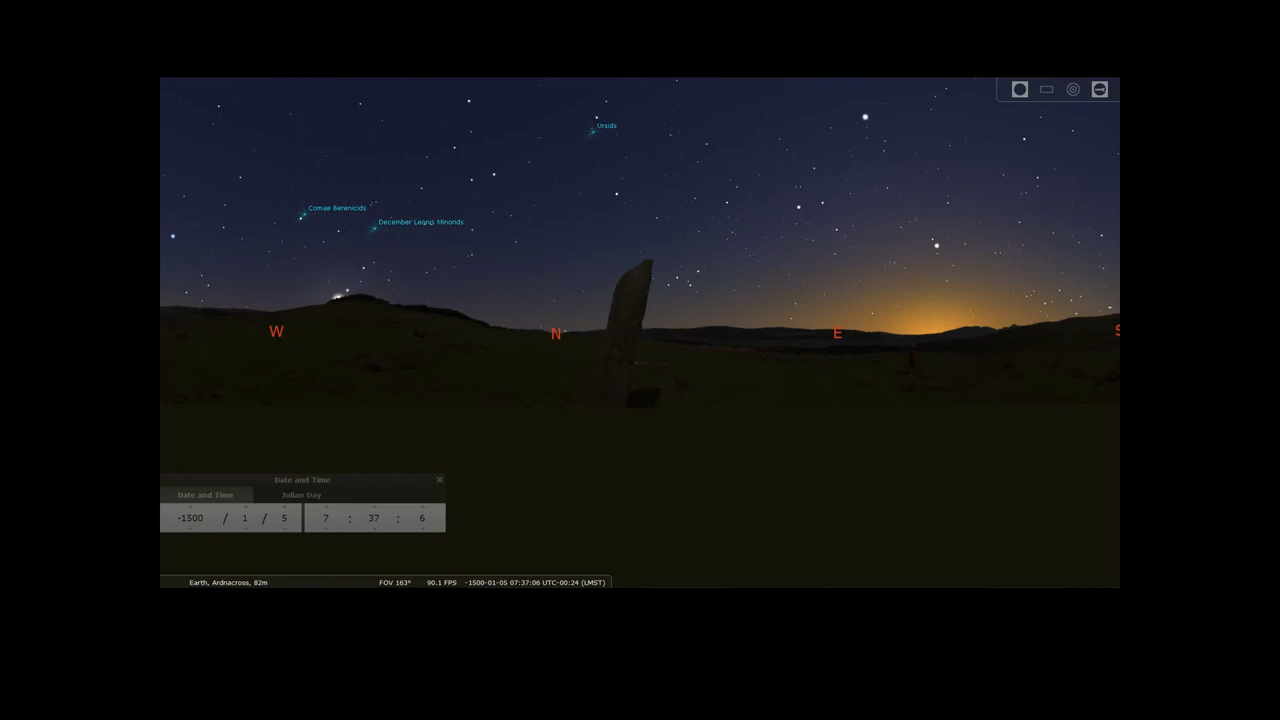 Ursids
Comae Berenicids
December Leonis Minorids
W
N
E
S
Date and Time
Date and Time Julian Day
-1500 / 1 / 5 7 : 37 : 6
Earth, Ardnacross, 82m FOV 163° 90.1 FPS -1500-01-05 07:37:06 UTC-00:24 (LMST)